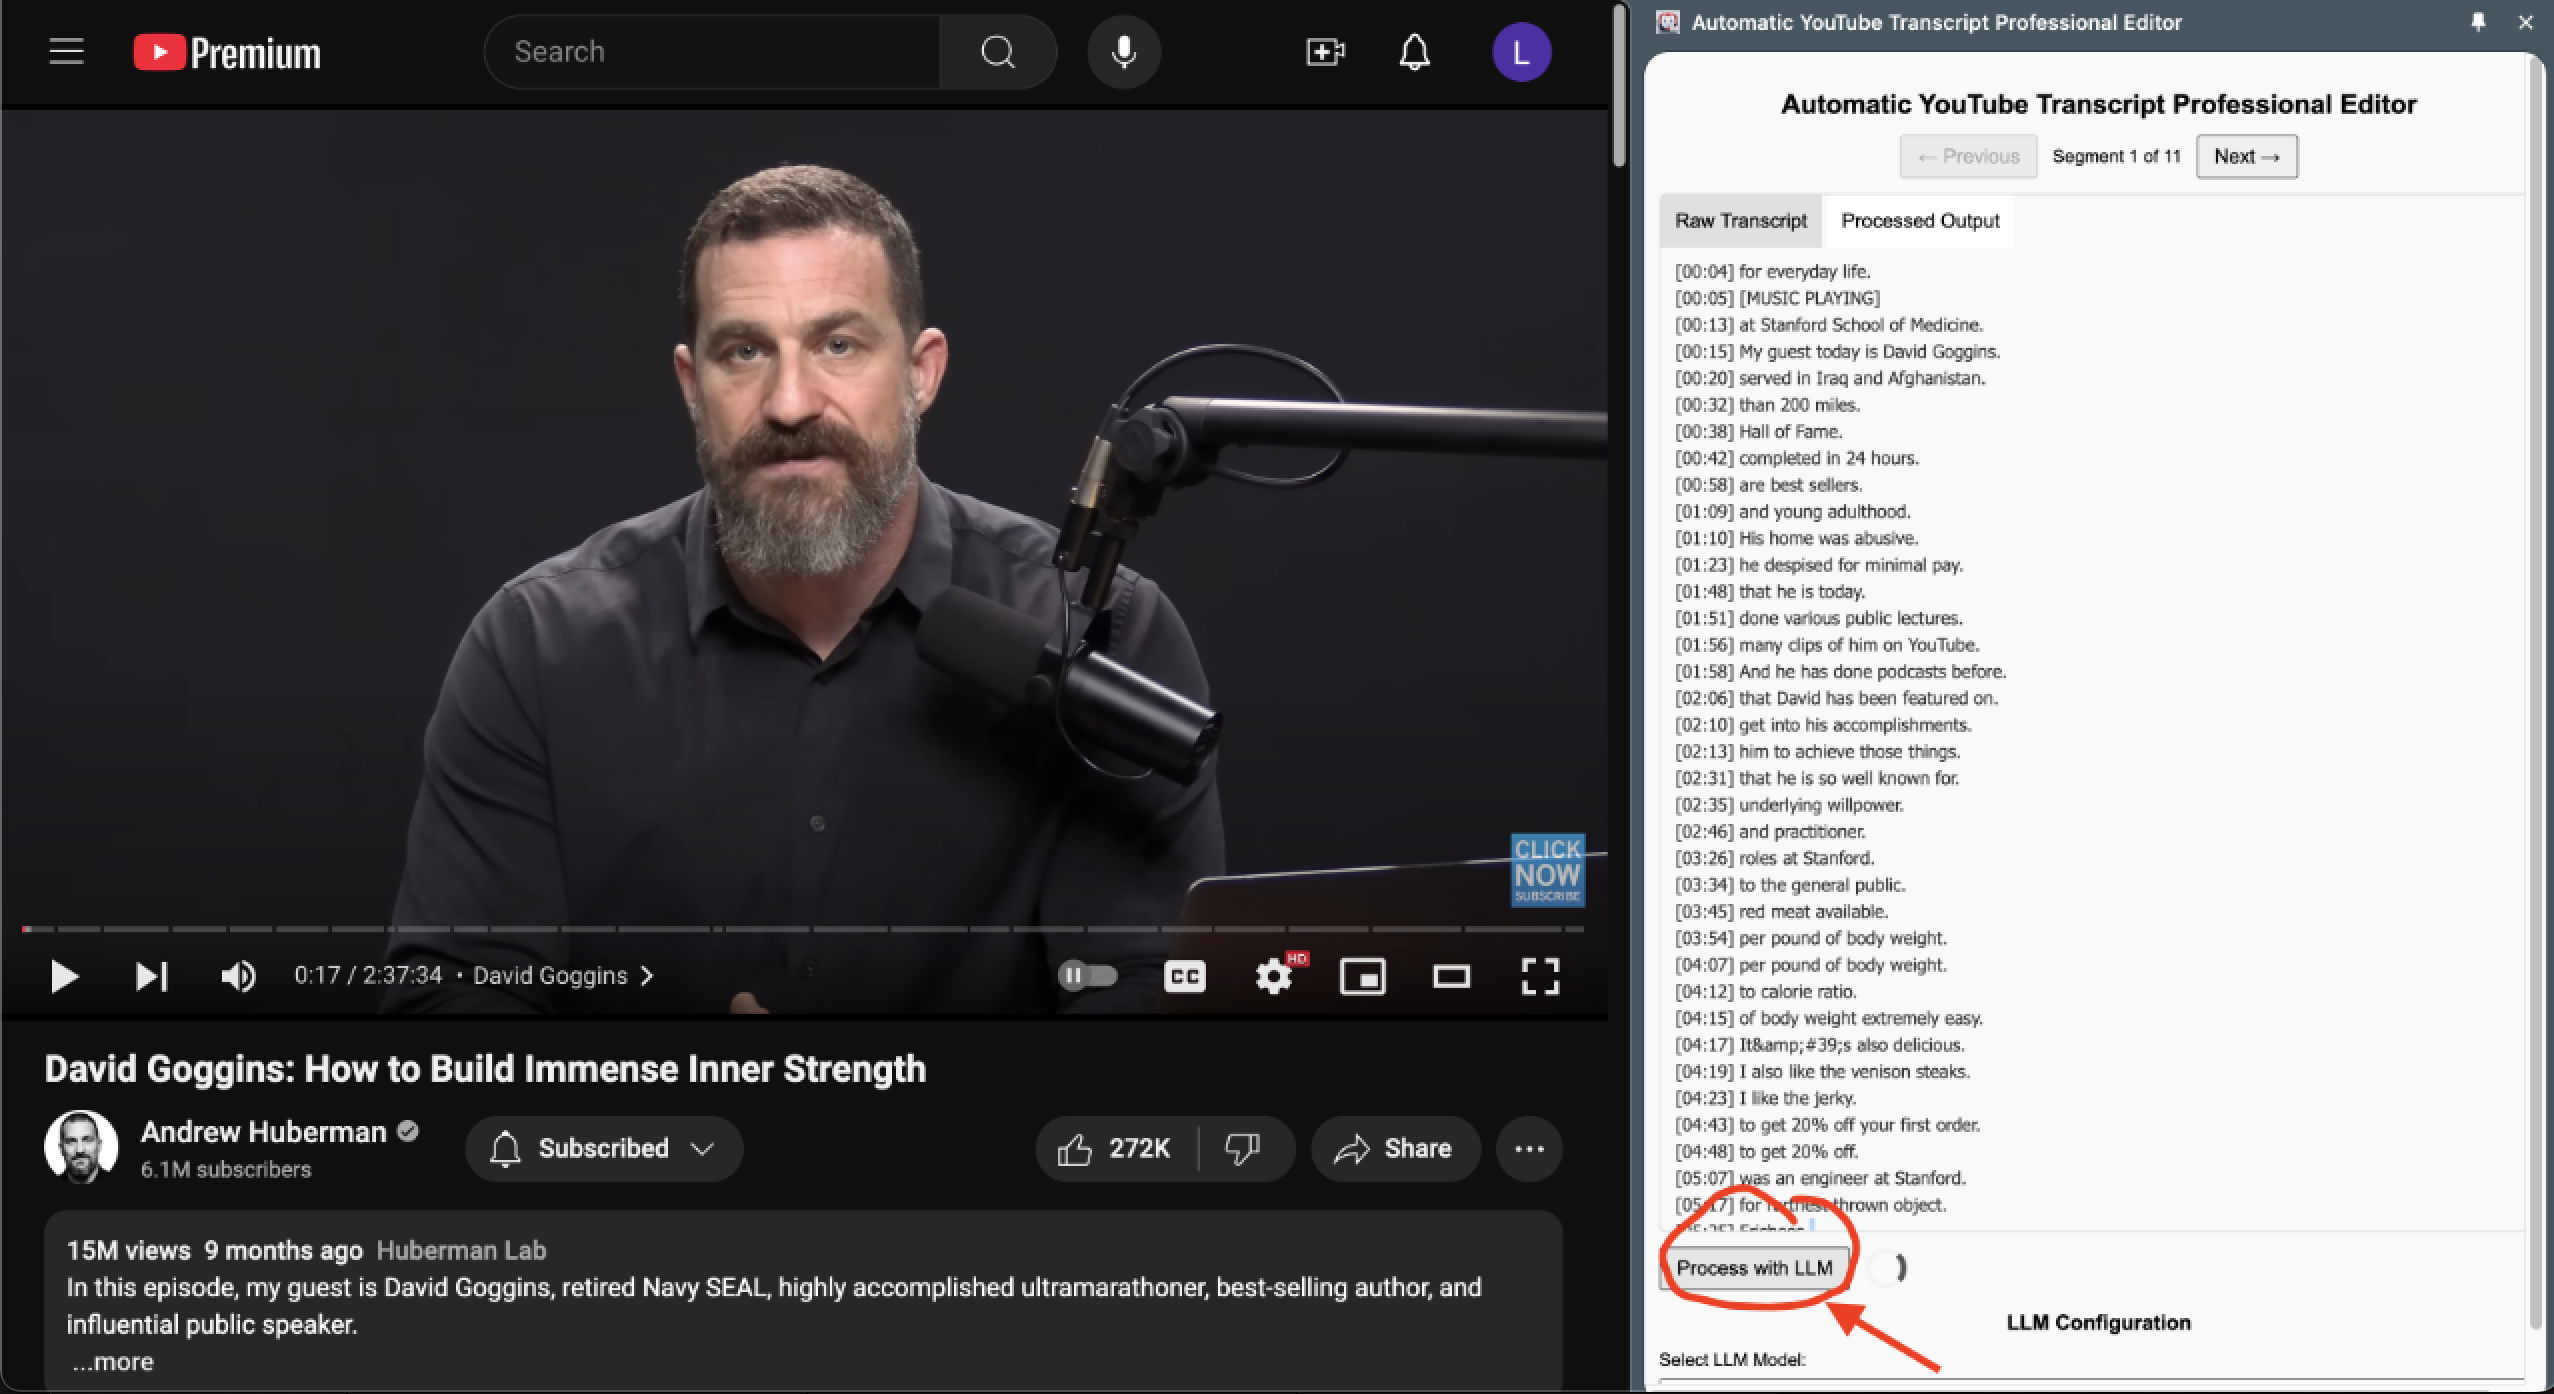 Premium
Search
L
CLICK
NOW
SUBSCRIBE
0:17 / 2:37:34 • David Goggins
CC
HD
David Goggins: How to Build Immense Inner Strength
Andrew Huberman
6.1M subscribers
Subscribed
272K
Share
15M views 9 months ago Huberman Lab
In this episode, my guest is David Goggins, retired Navy SEAL, highly accomplished ultramarathoner, best-selling author, and
influential public speaker.
...more
Automatic YouTube Transcript Professional Editor
Automatic YouTube Transcript Professional Editor
← Previous
Segment 1 of 11
Next →
Raw Transcript
Processed Output
[00:04] for everyday life.
[00:05] [MUSIC PLAYING]
[00:13] at Stanford School of Medicine.
[00:15] My guest today is David Goggins.
[00:20] served in Iraq and Afghanistan.
[00:32] than 200 miles.
[00:38] Hall of Fame.
[00:42] completed in 24 hours.
[00:58] are best sellers.
[01:09] and young adulthood.
[01:10] His home was abusive.
[01:23] he despised for minimal pay.
[01:48] that he is today.
[01:51] done various public lectures.
[01:56] many clips of him on YouTube.
[01:58] And he has done podcasts before.
[02:06] that David has been featured on.
[02:10] get into his accomplishments.
[02:13] him to achieve those things.
[02:31] that he is so well known for.
[02:35] underlying willpower.
[02:46] and practitioner.
[03:26] roles at Stanford.
[03:34] to the general public.
[03:45] red meat available.
[03:54] per pound of body weight.
[04:07] per pound of body weight.
[04:12] to calorie ratio.
[04:15] of body weight extremely easy.
[04:17] It&amp;#39;s also delicious.
[04:19] I also like the venison steaks.
[04:23] I like the jerky.
[04:43] to get 20% off your first order.
[04:48] to get 20% off.
[05:07] was an engineer at Stanford.
[05:17] for furthest thrown object.
Process with LLM
LLM Configuration
Select LLM Model: